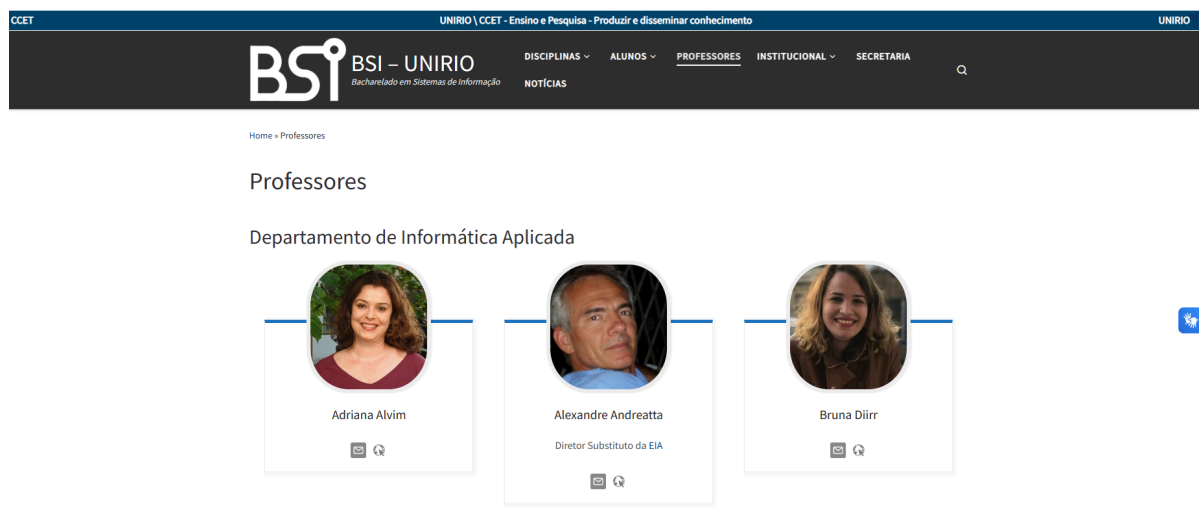 CCET
UNIRIO \ CCET - Ensino e Pesquisa - Produzir e disseminar conhecimento
UNIRIO
BSI
BSI – UNIRIO
Bacharelado em Sistemas de Informação
DISCIPLINAS
ALUNOS
PROFESSORES
INSTITUCIONAL
SECRETARIA
NOTÍCIAS
Home » Professores
Professores
Departamento de Informática Aplicada
Adriana Alvim
Alexandre Andreatta
Bruna Diirr
Diretor Substituto da EIA